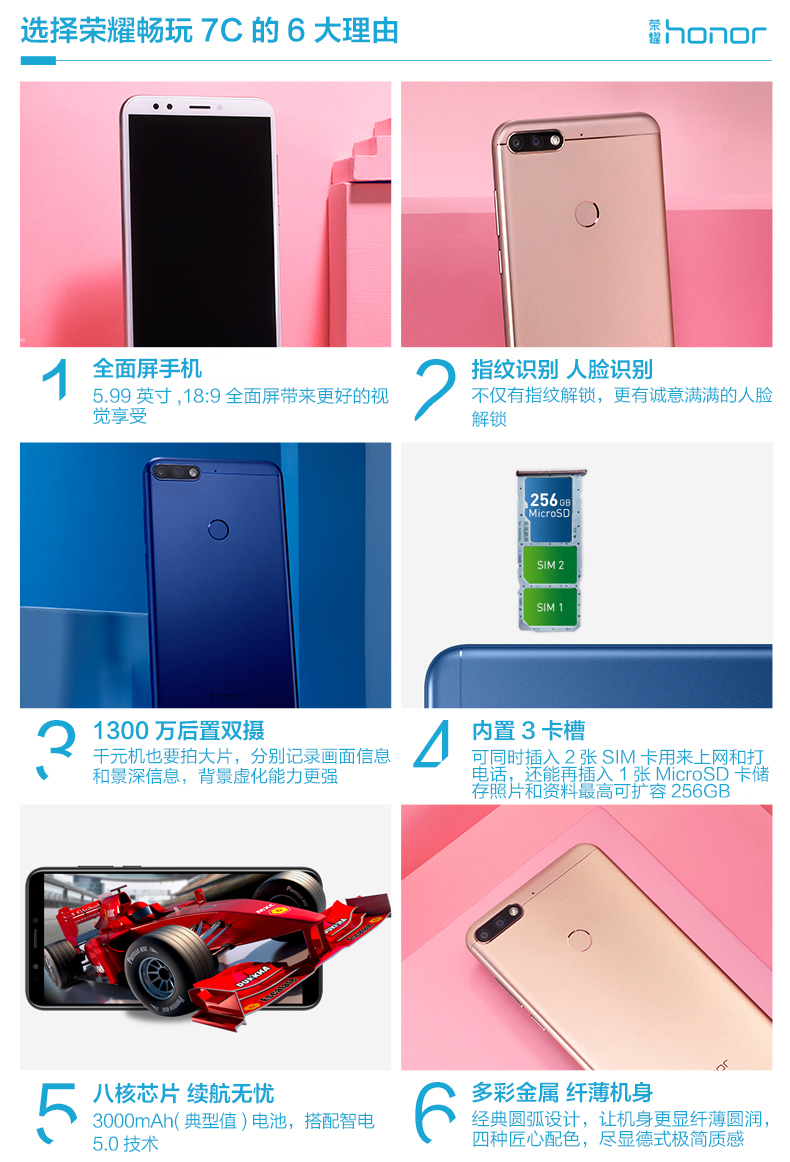 选择荣耀畅玩 7C 的 6 大理由
荣耀 honor
1 全面屏手机
5.99 英寸 ,18:9 全面屏带来更好的视
觉享受
2 指纹识别 人脸识别
不仅有指纹解锁，更有诚意满满的人脸
解锁
honor
3 1300 万后置双摄
千元机也要拍大片，分别记录画面信息
和景深信息，背景虚化能力更强
256 GB
MicroSD
SIM 2
SIM 1
4 内置 3 卡槽
可同时插入 2 张 SIM 卡用来上网和打
电话，还能再插入 1 张 MicroSD 卡储
存照片和资料最高可扩容 256GB
DUKKHA
5 八核芯片 续航无忧
3000mAh( 典型值 ) 电池，搭配智电
5.0 技术
6 多彩金属 纤薄机身
经典圆弧设计，让机身更显纤薄圆润，
四种匠心配色，尽显德式极简质感